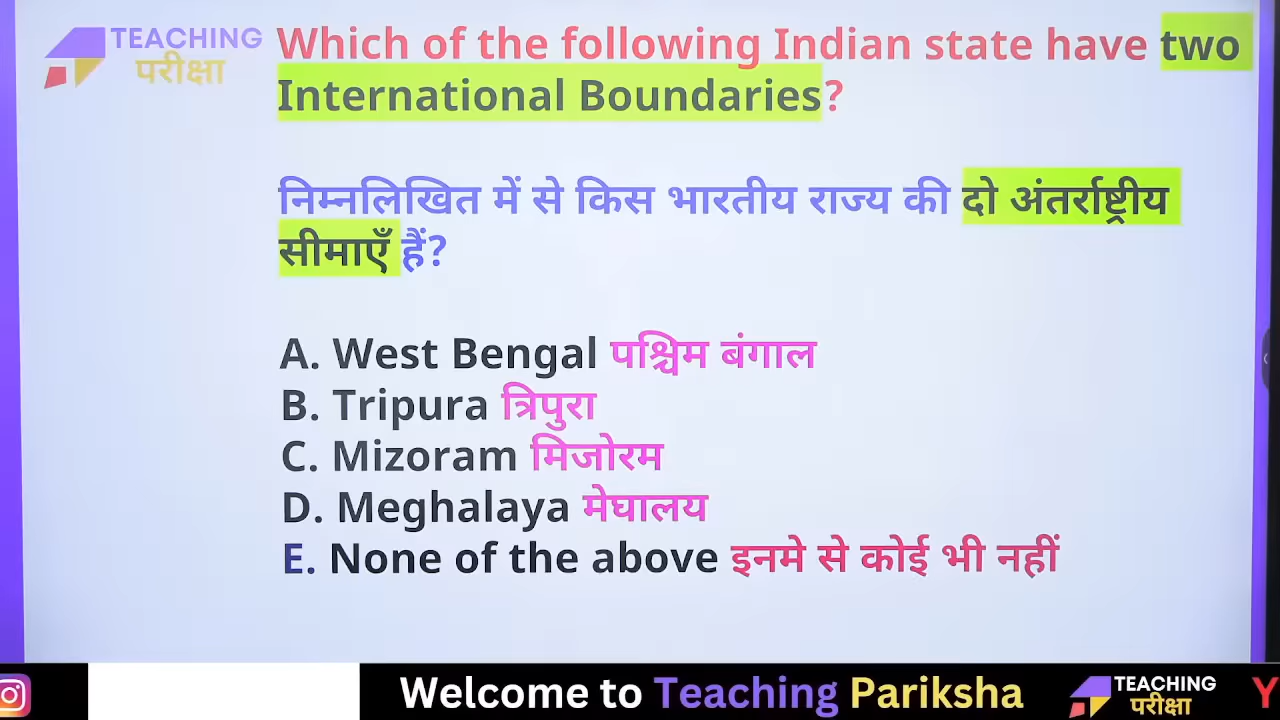 TEACHING
परीक्षा
Which of the following Indian state have two
International Boundaries?
निम्नलिखित में से किस भारतीय राज्य की दो अंतर्राष्ट्रीय
सीमाएँ हैं?
A. West Bengal पश्चिम बंगाल
B. Tripura त्रिपुरा
C. Mizoram मिजोरम
D. Meghalaya मेघालय
E. None of the above इनमे से कोई भी नहीं
Welcome to Teaching Pariksha
TEACHING
परीक्षा
Y